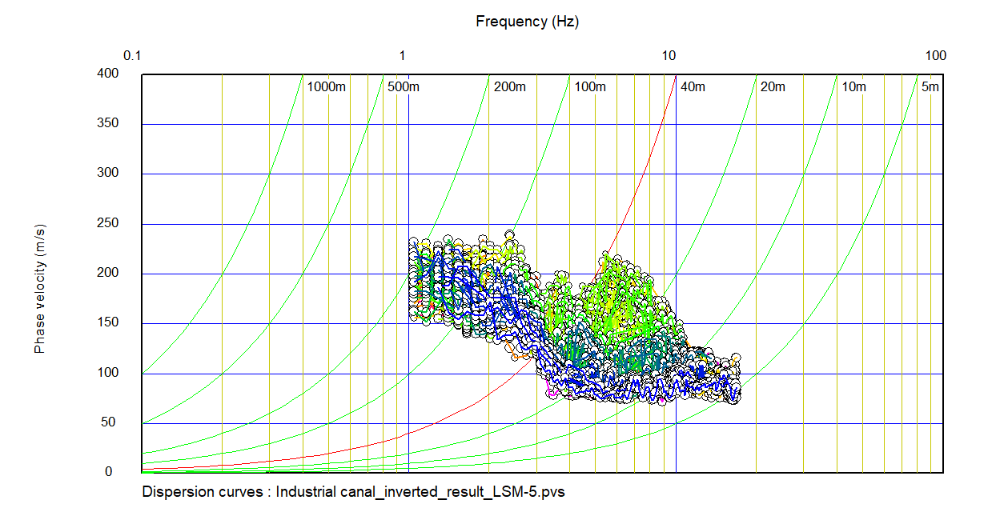 Frequency (Hz)
0.1 1 10 100
400 1000m 500m 200m 100m 40m 20m 10m 5m
350
300
250
200
150
100
50
0
Phase velocity (m/s)
Dispersion curves : Industrial canal_inverted_result_LSM-5.pvs